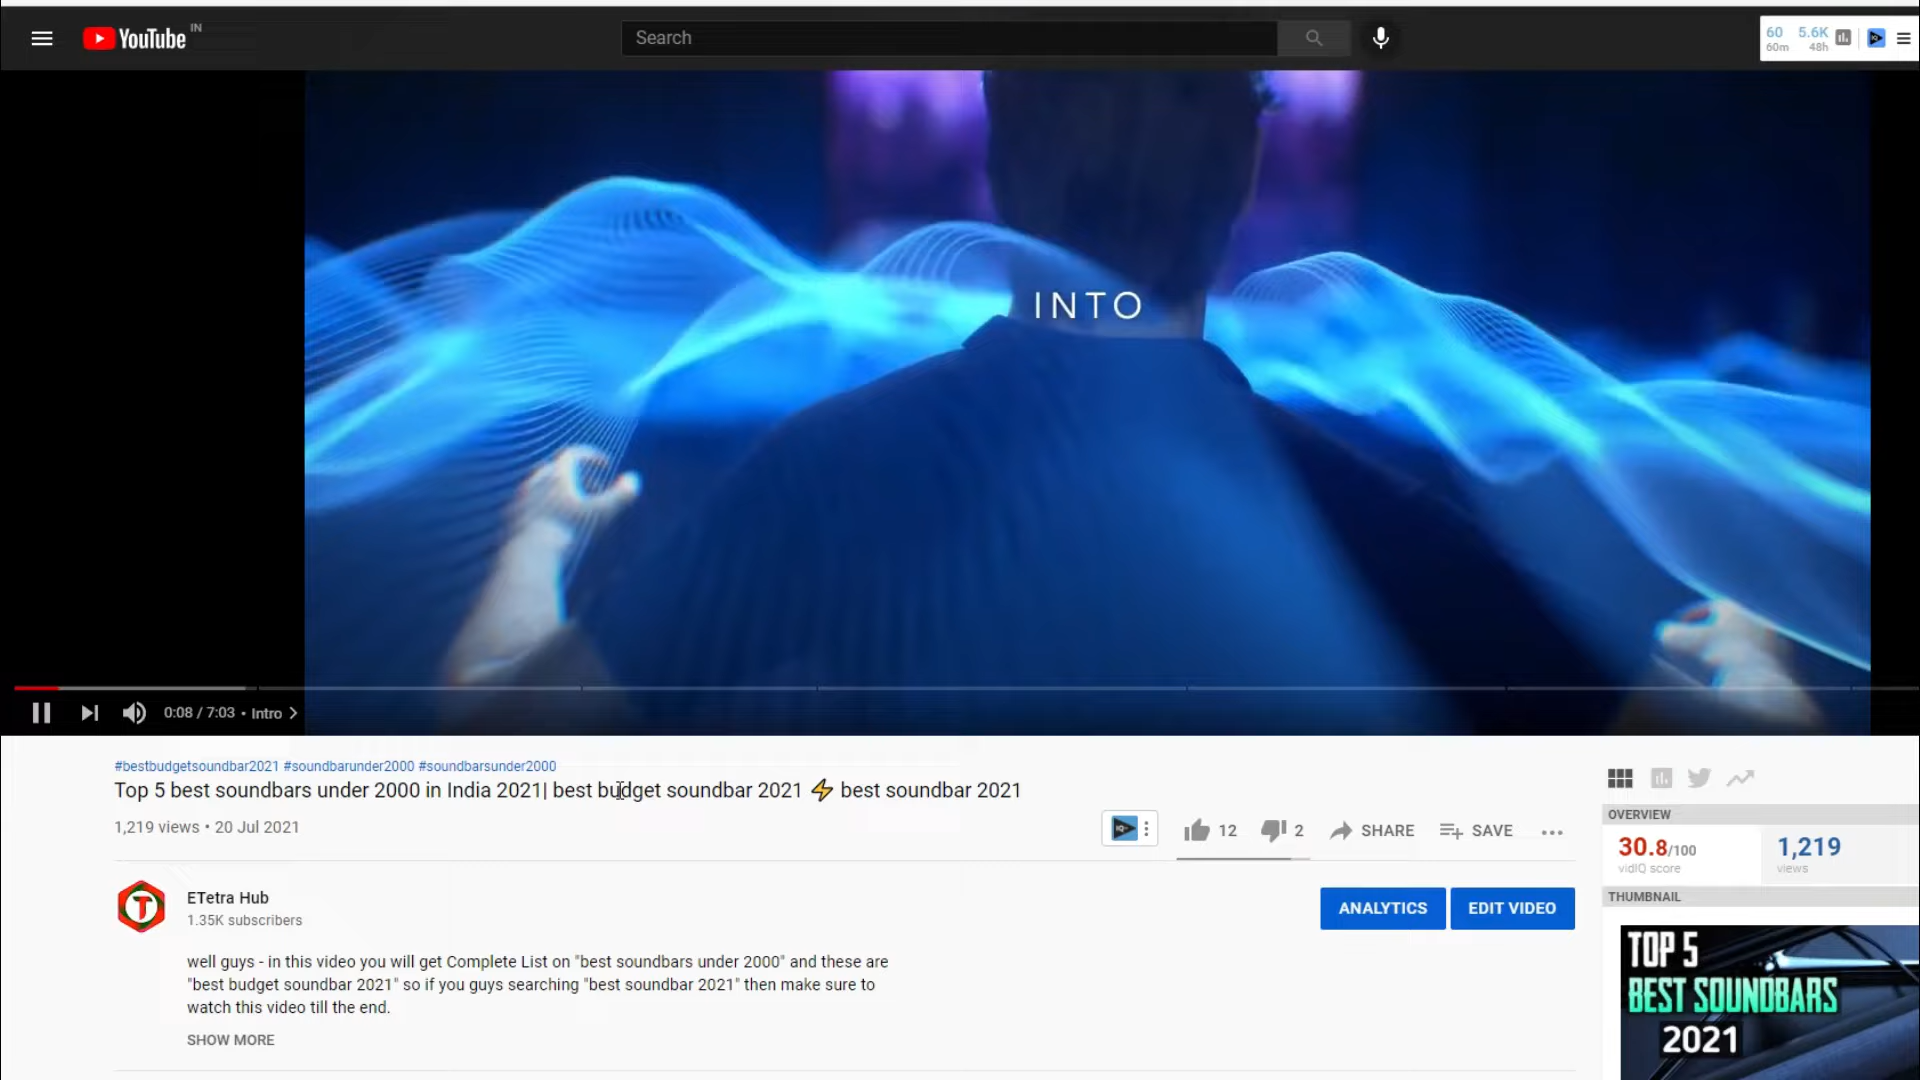 YouTube IN
Search
60 5.6K
60m 48h
INTO
0:08 / 7:03 • Intro
#bestbudgetsoundbar2021 #soundbarunder2000 #soundbarsunder2000
Top 5 best soundbars under 2000 in India 2021| best budget soundbar 2021 ⚡ best soundbar 2021
1,219 views • 20 Jul 2021
12 2 SHARE SAVE
ETetra Hub
1.35K subscribers
ANALYTICS EDIT VIDEO
well guys - in this video you will get Complete List on "best soundbars under 2000" and these are
"best budget soundbar 2021" so if you guys searching "best soundbar 2021" then make sure to
watch this video till the end.
SHOW MORE
OVERVIEW
30.8/100 1,219
vidIQ score views
THUMBNAIL
TOP 5
BEST SOUNDBARS
2021